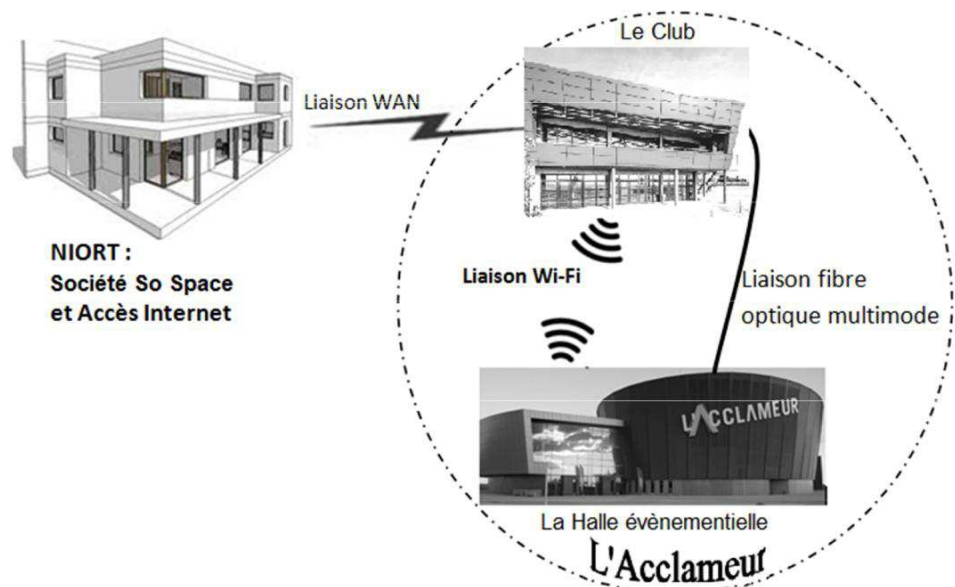 Le Club
Liaison WAN
NIORT :
Société So Space
et Accès Internet
Liaison Wi-Fi
Liaison fibre
optique multimode
L'ACCLAMEUR
La Halle évènementielle
L'Acclameur